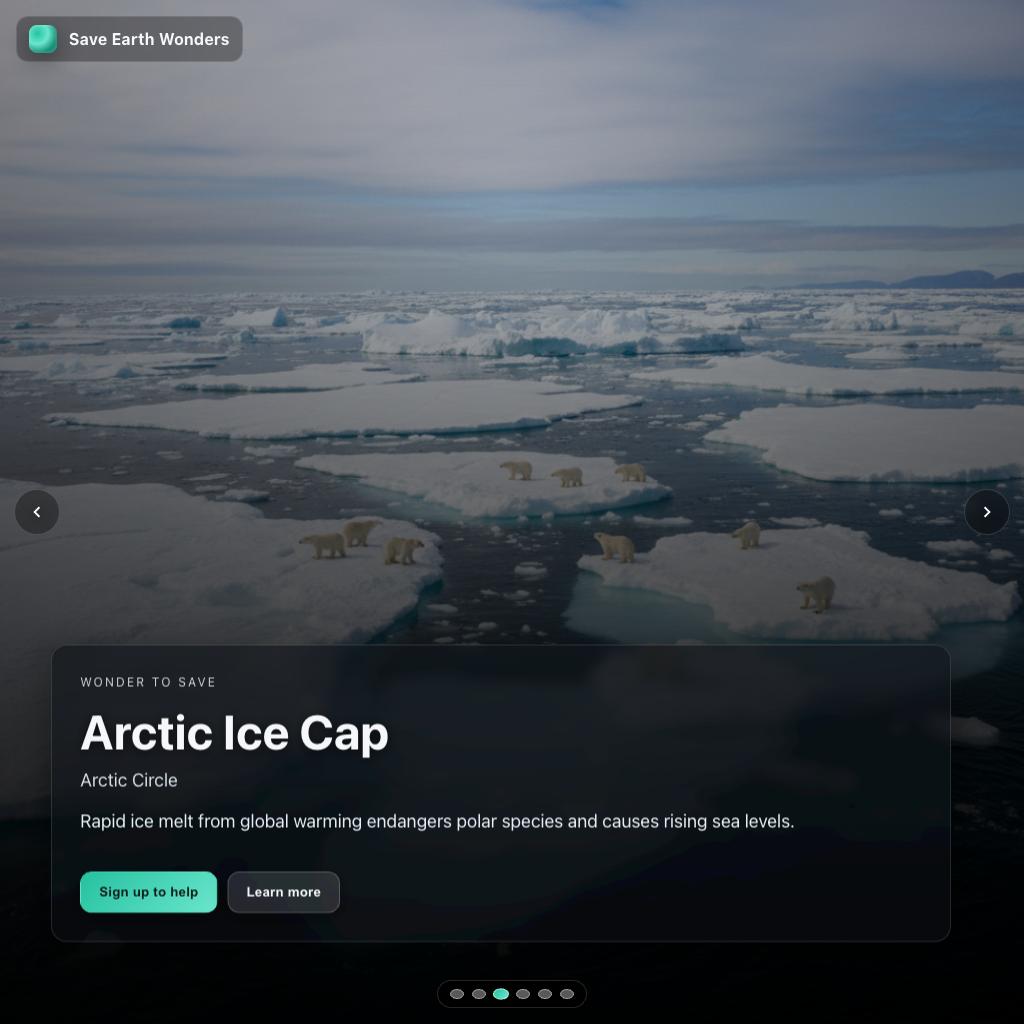 Save Earth Wonders
WONDER TO SAVE
Arctic Ice Cap
Arctic Circle
Rapid ice melt from global warming endangers polar species and causes rising sea levels.
Sign up to help
Learn more